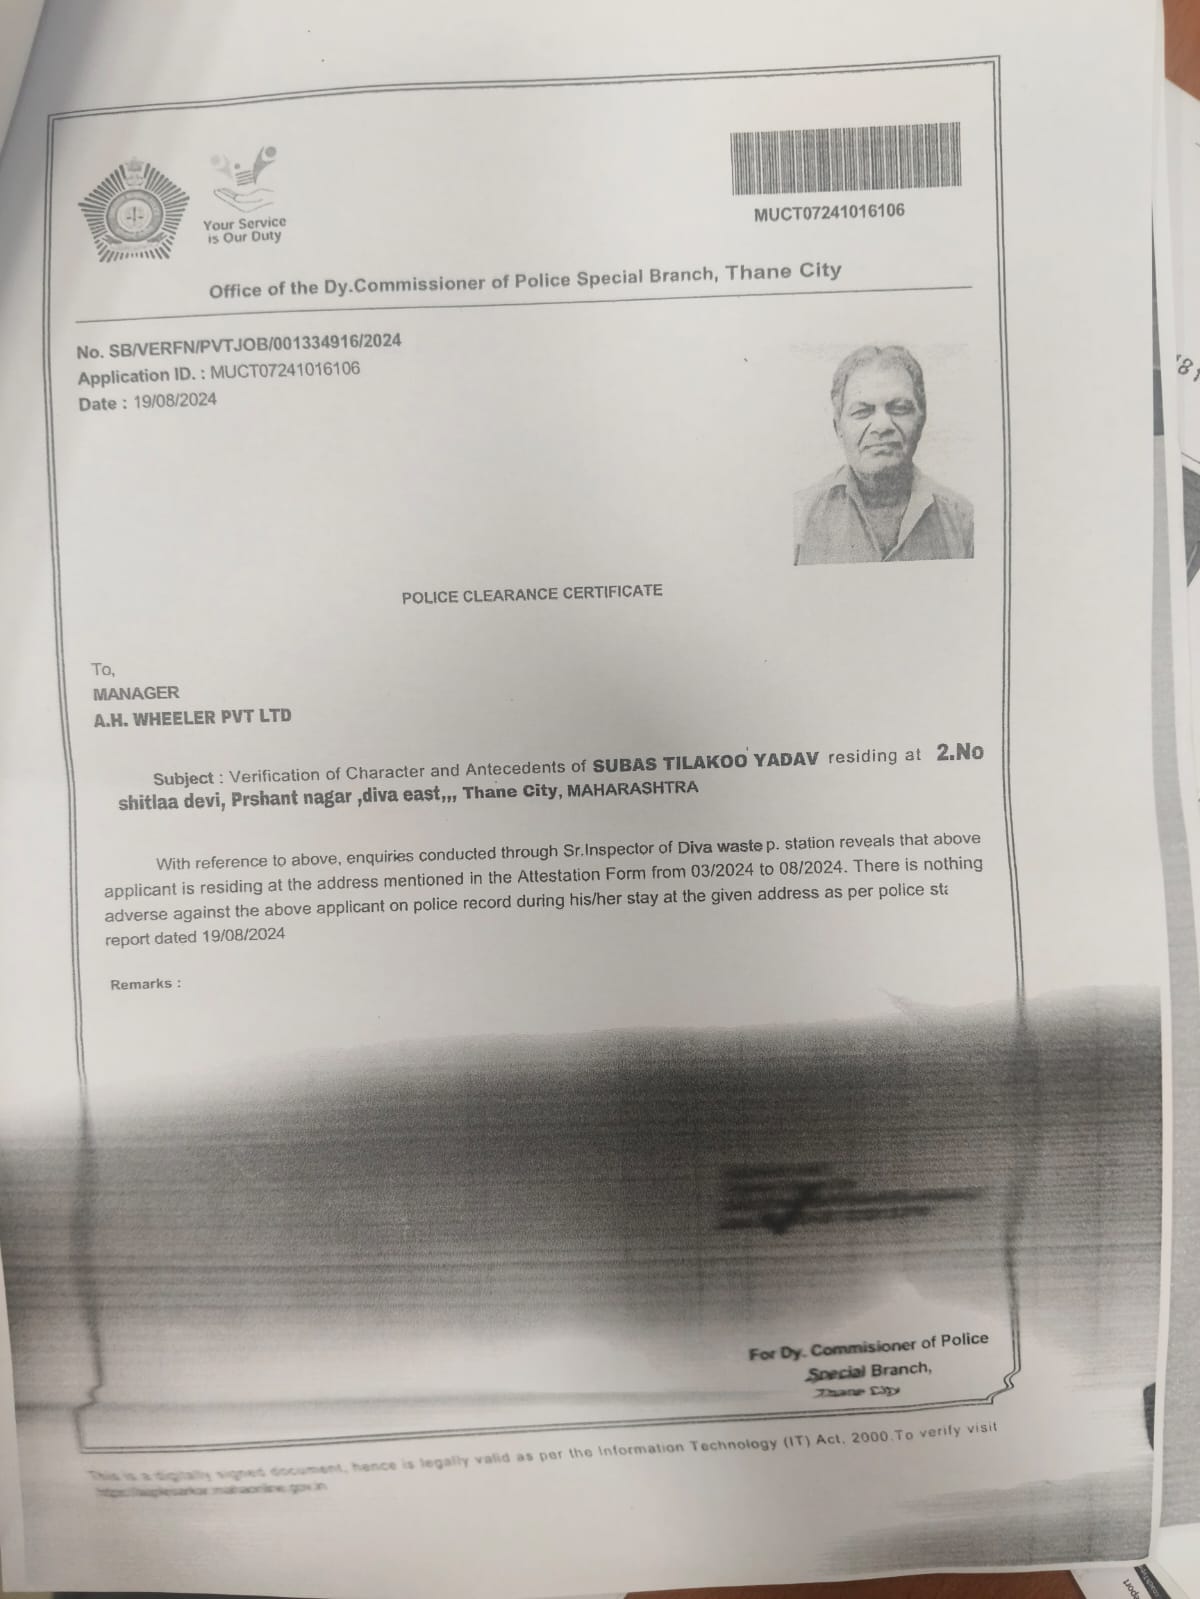 Your Service
is Our Duty
MUCT07241016106
Office of the Dy.Commissioner of Police Special Branch, Thane City
No. SB/VERFN/PVTJOB/001334916/2024
Application ID. : MUCT07241016106
Date : 19/08/2024
POLICE CLEARANCE CERTIFICATE
To,
MANAGER
A.H. WHEELER PVT LTD
Subject : Verification of Character and Antecedents of SUBAS TILAKOO YADAV residing at 2.No
shitlaa devi, Prshant nagar ,diva east,,, Thane City, MAHARASHTRA
With reference to above, enquiries conducted through Sr.Inspector of Diva waste p. station reveals that above
applicant is residing at the address mentioned in the Attestation Form from 03/2024 to 08/2024. There is nothing
adverse against the above applicant on police record during his/her stay at the given address as per police sta
report dated 19/08/2024
Remarks :
For Dy. Commisioner of Police
Special Branch,
Thane City
This is a digitally signed document, hence is legally valid as per the Information Technology (IT) Act, 2000.To verify visit